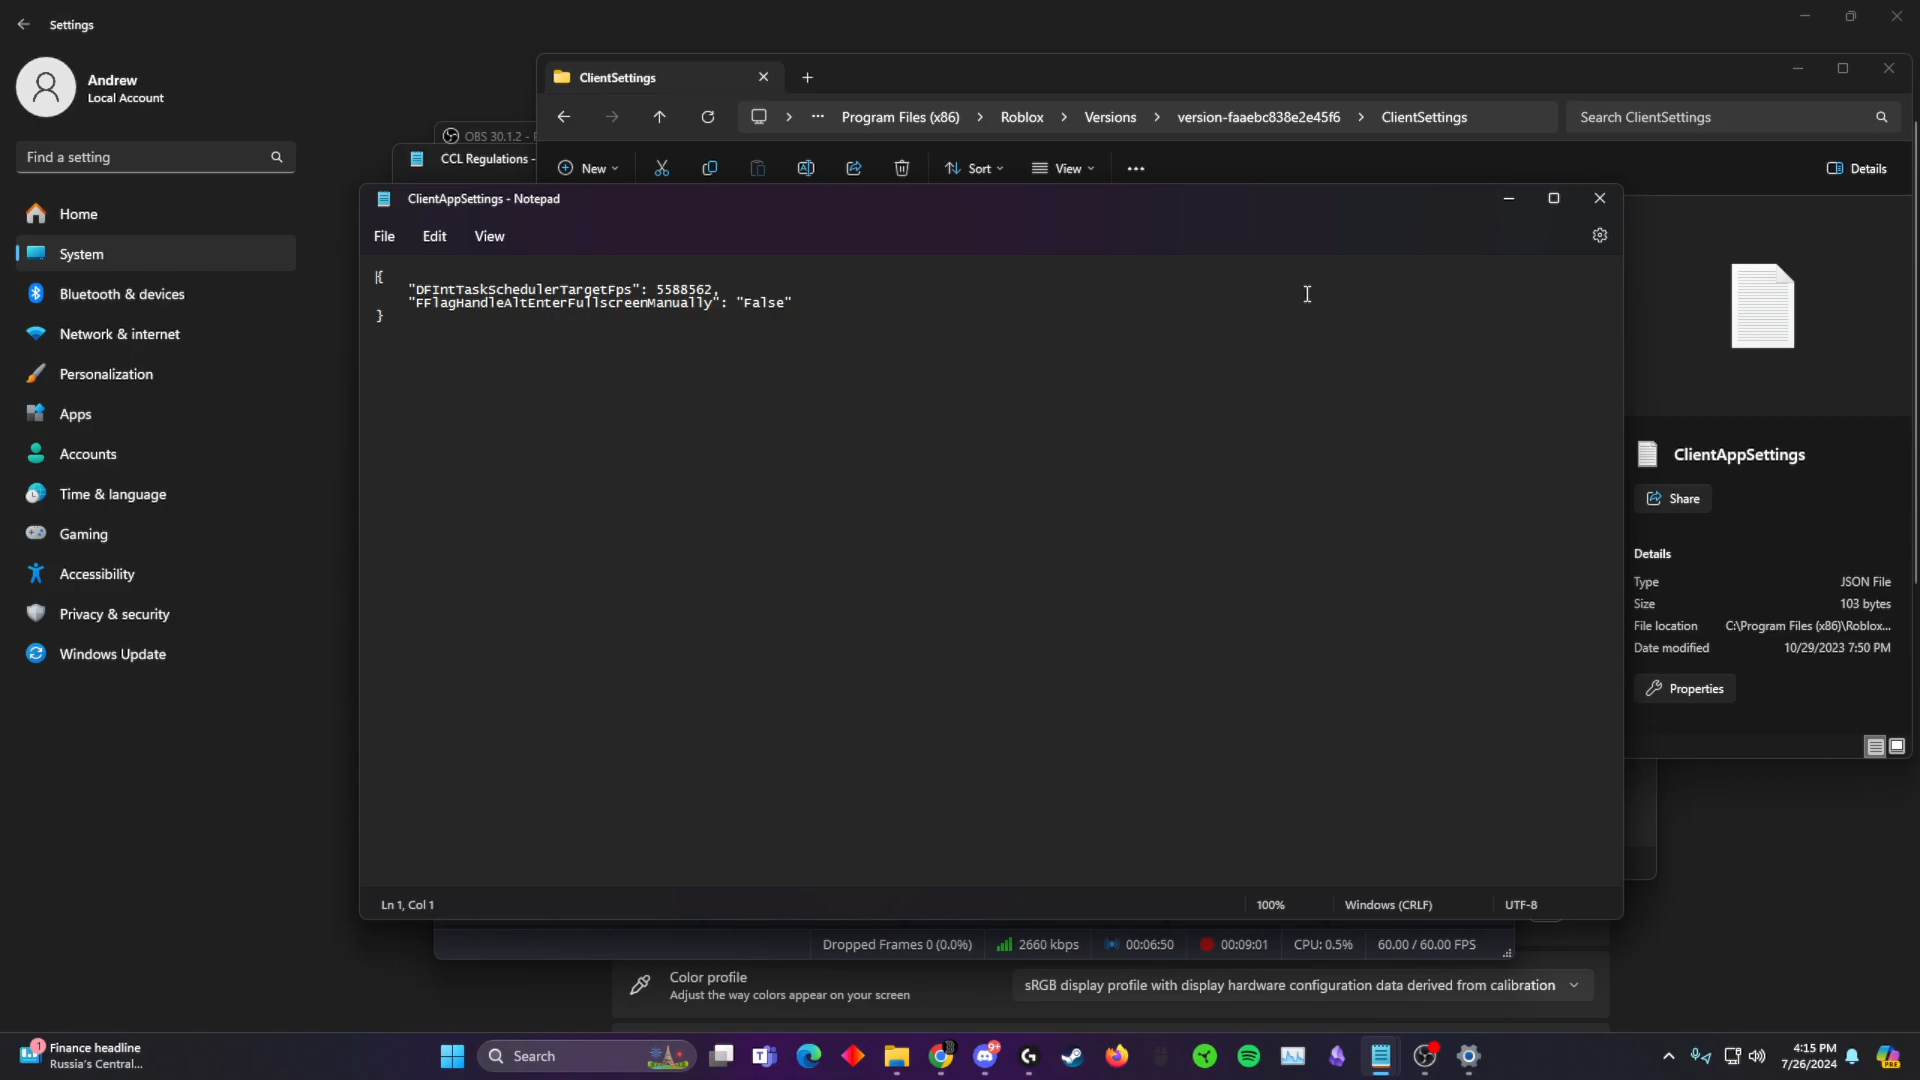 Settings
Andrew
Local Account
Find a setting
Home
System
Bluetooth & devices
Network & internet
Personalization
Apps
Accounts
Time & language
Gaming
Accessibility
Privacy & security
Windows Update
ClientSettings
Program Files (x86) > Roblox > Versions > version-faaebc838e2e45f6 > ClientSettings
Search ClientSettings
OBS 30.1.2 -
CCL Regulations -
New
Sort
View
Details
ClientAppSettings - Notepad
File Edit View
{
"DFIntTaskSchedulerTargetFps": 5588562,
"FFlagHandleAltEnterFullscreenManually": "False"
}
Ln 1, Col 1
100%
Windows (CRLF)
UTF-8
ClientAppSettings
Share
Details
Type JSON File
Size 103 bytes
File location C:\Program Files (x86)\Roblox...
Date modified 10/29/2023 7:50 PM
Properties
Dropped Frames 0 (0.0%) 2660 kbps 00:06:50 00:09:01 CPU: 0.5% 60.00 / 60.00 FPS
Color profile
Adjust the way colors appear on your screen
sRGB display profile with display hardware configuration data derived from calibration
1
Finance headline
Russia's Central...
Search
9+
PRE
4:15 PM
7/26/2024